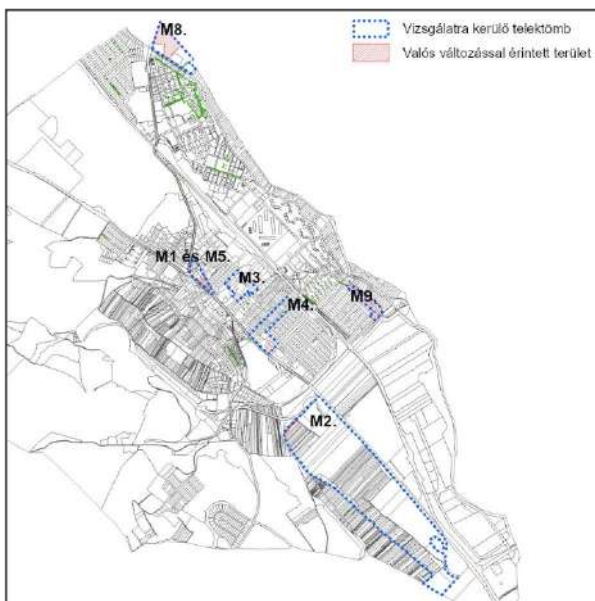 M8.
Vizsgálatra kerülő telektömb
Valós változással érintett terület
M1 és M5.
M3.
M4.
M9.
M2.